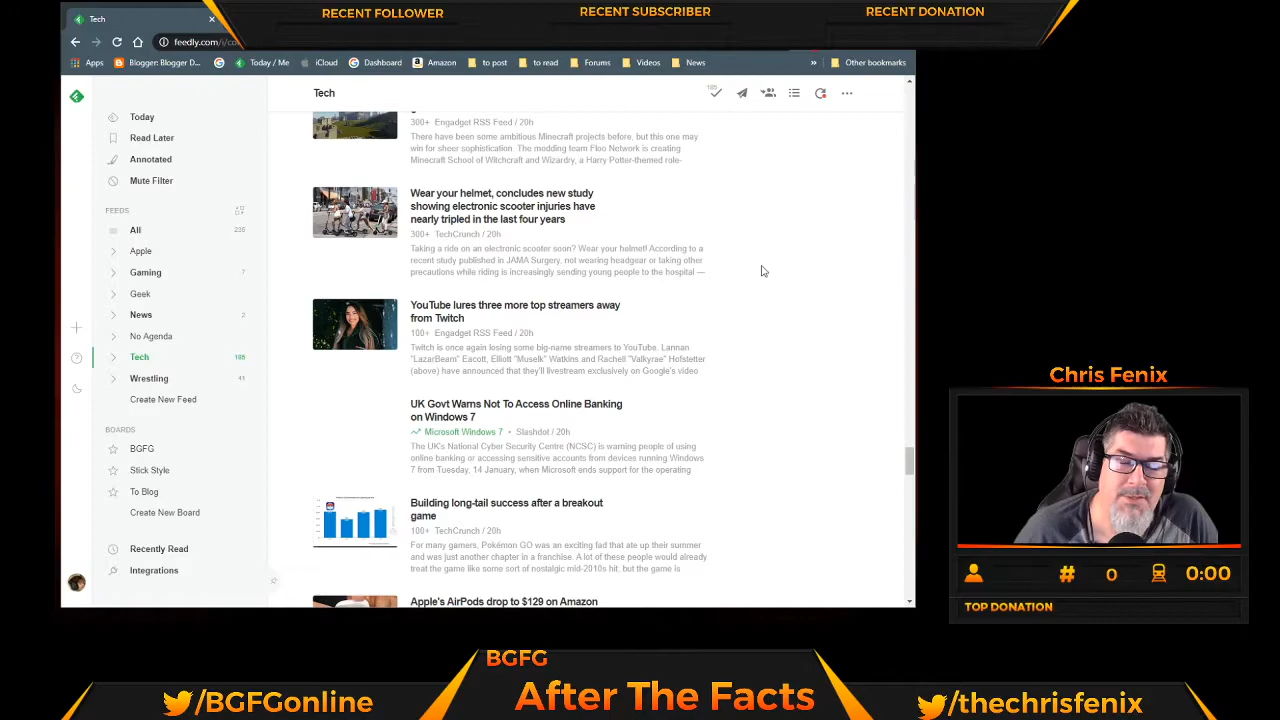 RECENT FOLLOWER
RECENT SUBSCRIBER
RECENT DONATION
Tech
feedly.com/i/co
Apps
Blogger: Blogger D...
Today / Me
iCloud
Dashboard
Amazon
to post
to read
Forums
Videos
News
»
Other bookmarks
Tech
185
Today
Read Later
Annotated
Mute Filter
FEEDS
All 235
Apple
Gaming 7
Geek
News 2
No Agenda
Tech 185
Wrestling 41
Create New Feed
BOARDS
BGFG
Stick Style
To Blog
Create New Board
Recently Read
Integrations
300+ Engadget RSS Feed / 20h
There have been some ambitious Minecraft projects before, but this one may
win for sheer sophistication. The modding team Floo Network is creating
Minecraft School of Witchcraft and Wizardry, a Harry Potter-themed role-
Wear your helmet, concludes new study
showing electronic scooter injuries have
nearly tripled in the last four years
300+ TechCrunch / 20h
Taking a ride on an electronic scooter soon? Wear your helmet! According to a
recent study published in JAMA Surgery, not wearing headgear or taking other
precautions while riding is increasingly sending young people to the hospital —
YouTube lures three more top streamers away
from Twitch
100+ Engadget RSS Feed / 20h
Twitch is once again losing some big-name streamers to YouTube. Lannan
"LazarBeam" Eacott, Elliott "Muselk" Watkins and Rachell "Valkyrae" Hofstetter
(above) have announced that they'll livestream exclusively on Google's video
UK Govt Warns Not To Access Online Banking
on Windows 7
Microsoft Windows 7 • Slashdot / 20h
The UK's National Cyber Security Centre (NCSC) is warning people of using
online banking or accessing sensitive accounts from devices running Windows
7 from Tuesday, 14 January, when Microsoft ends support for the operating
Building long-tail success after a breakout
game
100+ TechCrunch / 20h
For many gamers, Pokémon GO was an exciting fad that ate up their summer
and was just another chapter in a franchise. A lot of these people would already
treat the game like some sort of nostalgic mid-2010s hit, but the game is
Apple's AirPods drop to $129 on Amazon
Chris Fenix
# 0 0:00
TOP DONATION
BGFG
After The Facts
/BGFGonline
/thechrisfenix